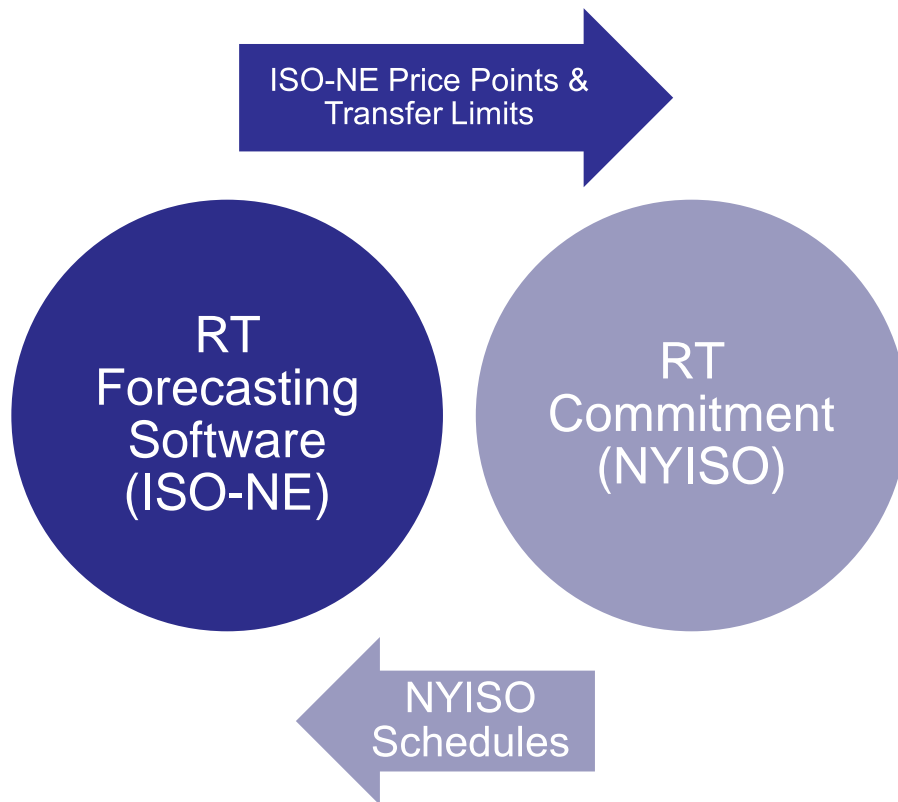 ISO-NE Price Points &
Transfer Limits
RT
Forecasting
Software
(ISO-NE)
RT
Commitment
(NYISO)
NYISO
Schedules